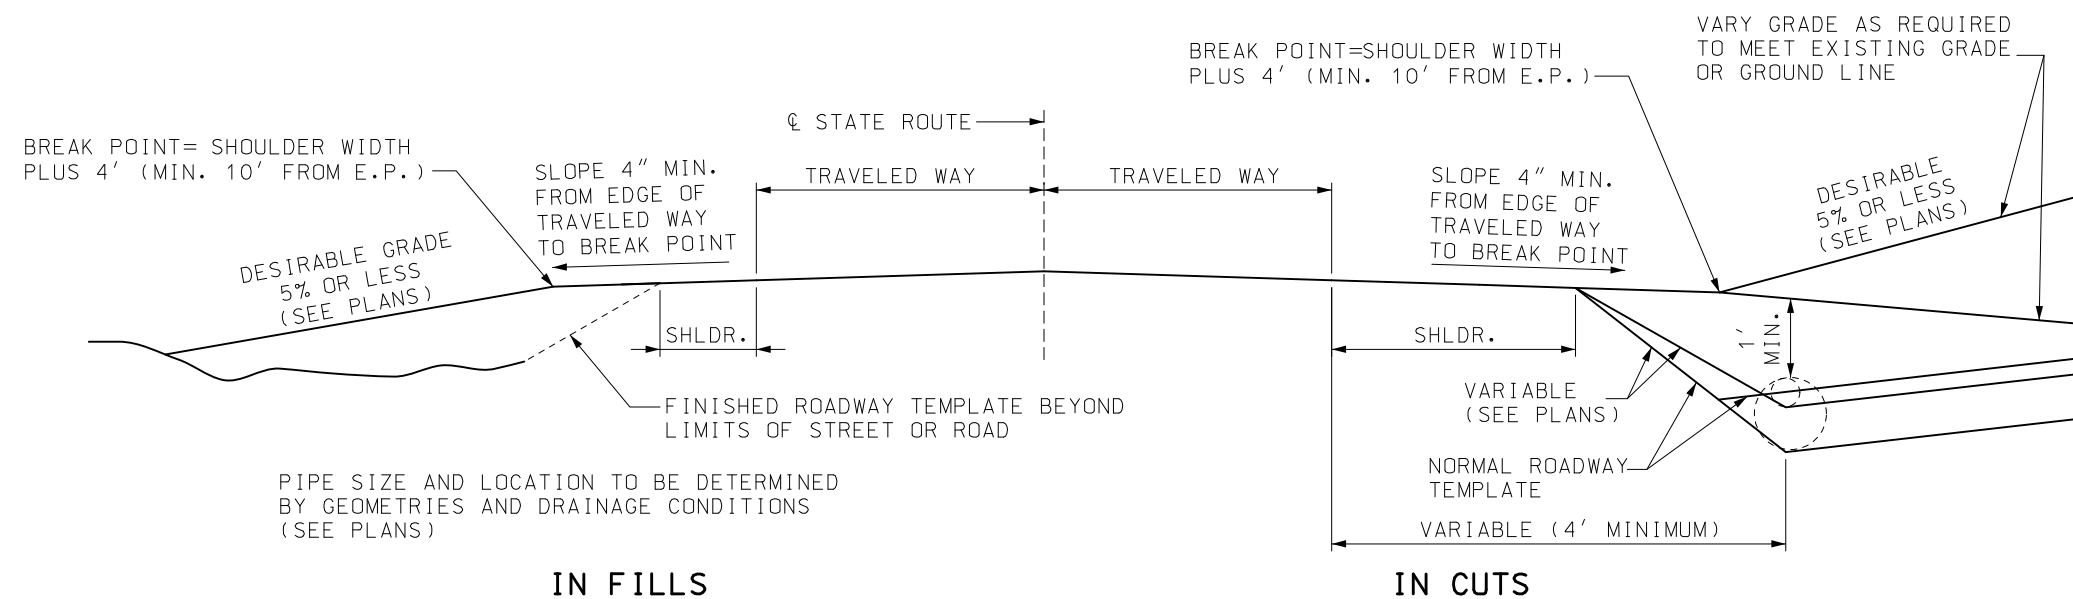 VARY GRADE AS REQUIRED
TO MEET EXISTING GRADE
OR GROUND LINE
BREAK POINT=SHOULDER WIDTH
PLUS 4' (MIN. 10' FROM E.P.)
℄ STATE ROUTE
BREAK POINT= SHOULDER WIDTH
PLUS 4' (MIN. 10' FROM E.P.)
SLOPE 4" MIN.
FROM EDGE OF
TRAVELED WAY
TO BREAK POINT
TRAVELED WAY
TRAVELED WAY
SLOPE 4" MIN.
FROM EDGE OF
TRAVELED WAY
TO BREAK POINT
DESIRABLE
5% OR LESS
(SEE PLANS)
DESIRABLE GRADE
5% OR LESS
(SEE PLANS)
SHLDR.
SHLDR.
1'
MIN.
VARIABLE
(SEE PLANS)
FINISHED ROADWAY TEMPLATE BEYOND
LIMITS OF STREET OR ROAD
NORMAL ROADWAY
TEMPLATE
PIPE SIZE AND LOCATION TO BE DETERMINED
BY GEOMETRIES AND DRAINAGE CONDITIONS
(SEE PLANS)
VARIABLE (4' MINIMUM)
IN FILLS
IN CUTS